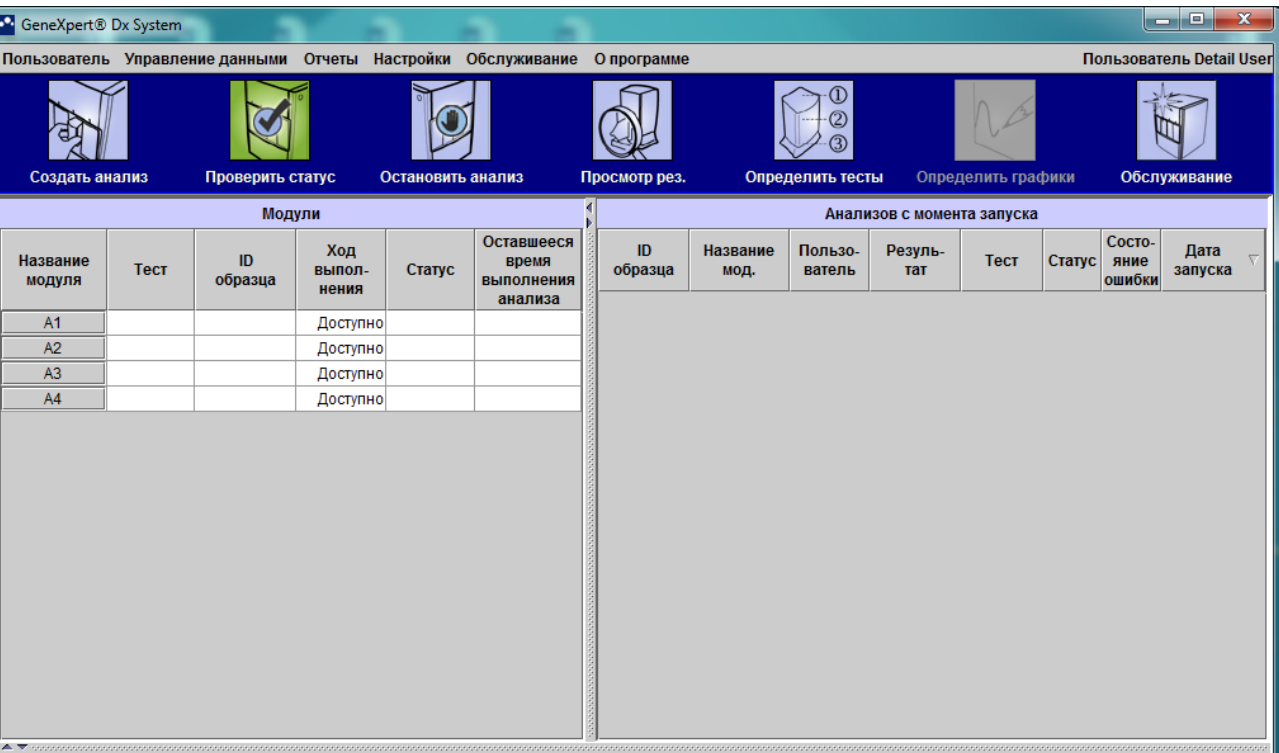 GeneXpert® Dx System
Пользователь Управление данными Отчеты Настройки Обслуживание О программе Пользователь Detail User
①
②
③
Создать анализ Проверить статус Остановить анализ Просмотр рез. Определить тесты Определить графики Обслуживание
Модули
Название
модуля
Тест
ID
образца
Ход
выпол-
нения
Статус
Оставшееся
время
выполнения
анализа
A1 Доступно
A2 Доступно
A3 Доступно
A4 Доступно
Анализов с момента запуска
ID
образца
Название
мод.
Пользо-
ватель
Резуль-
тат
Тест
Статус
Состо-
яние
ошибки
Дата
запуска